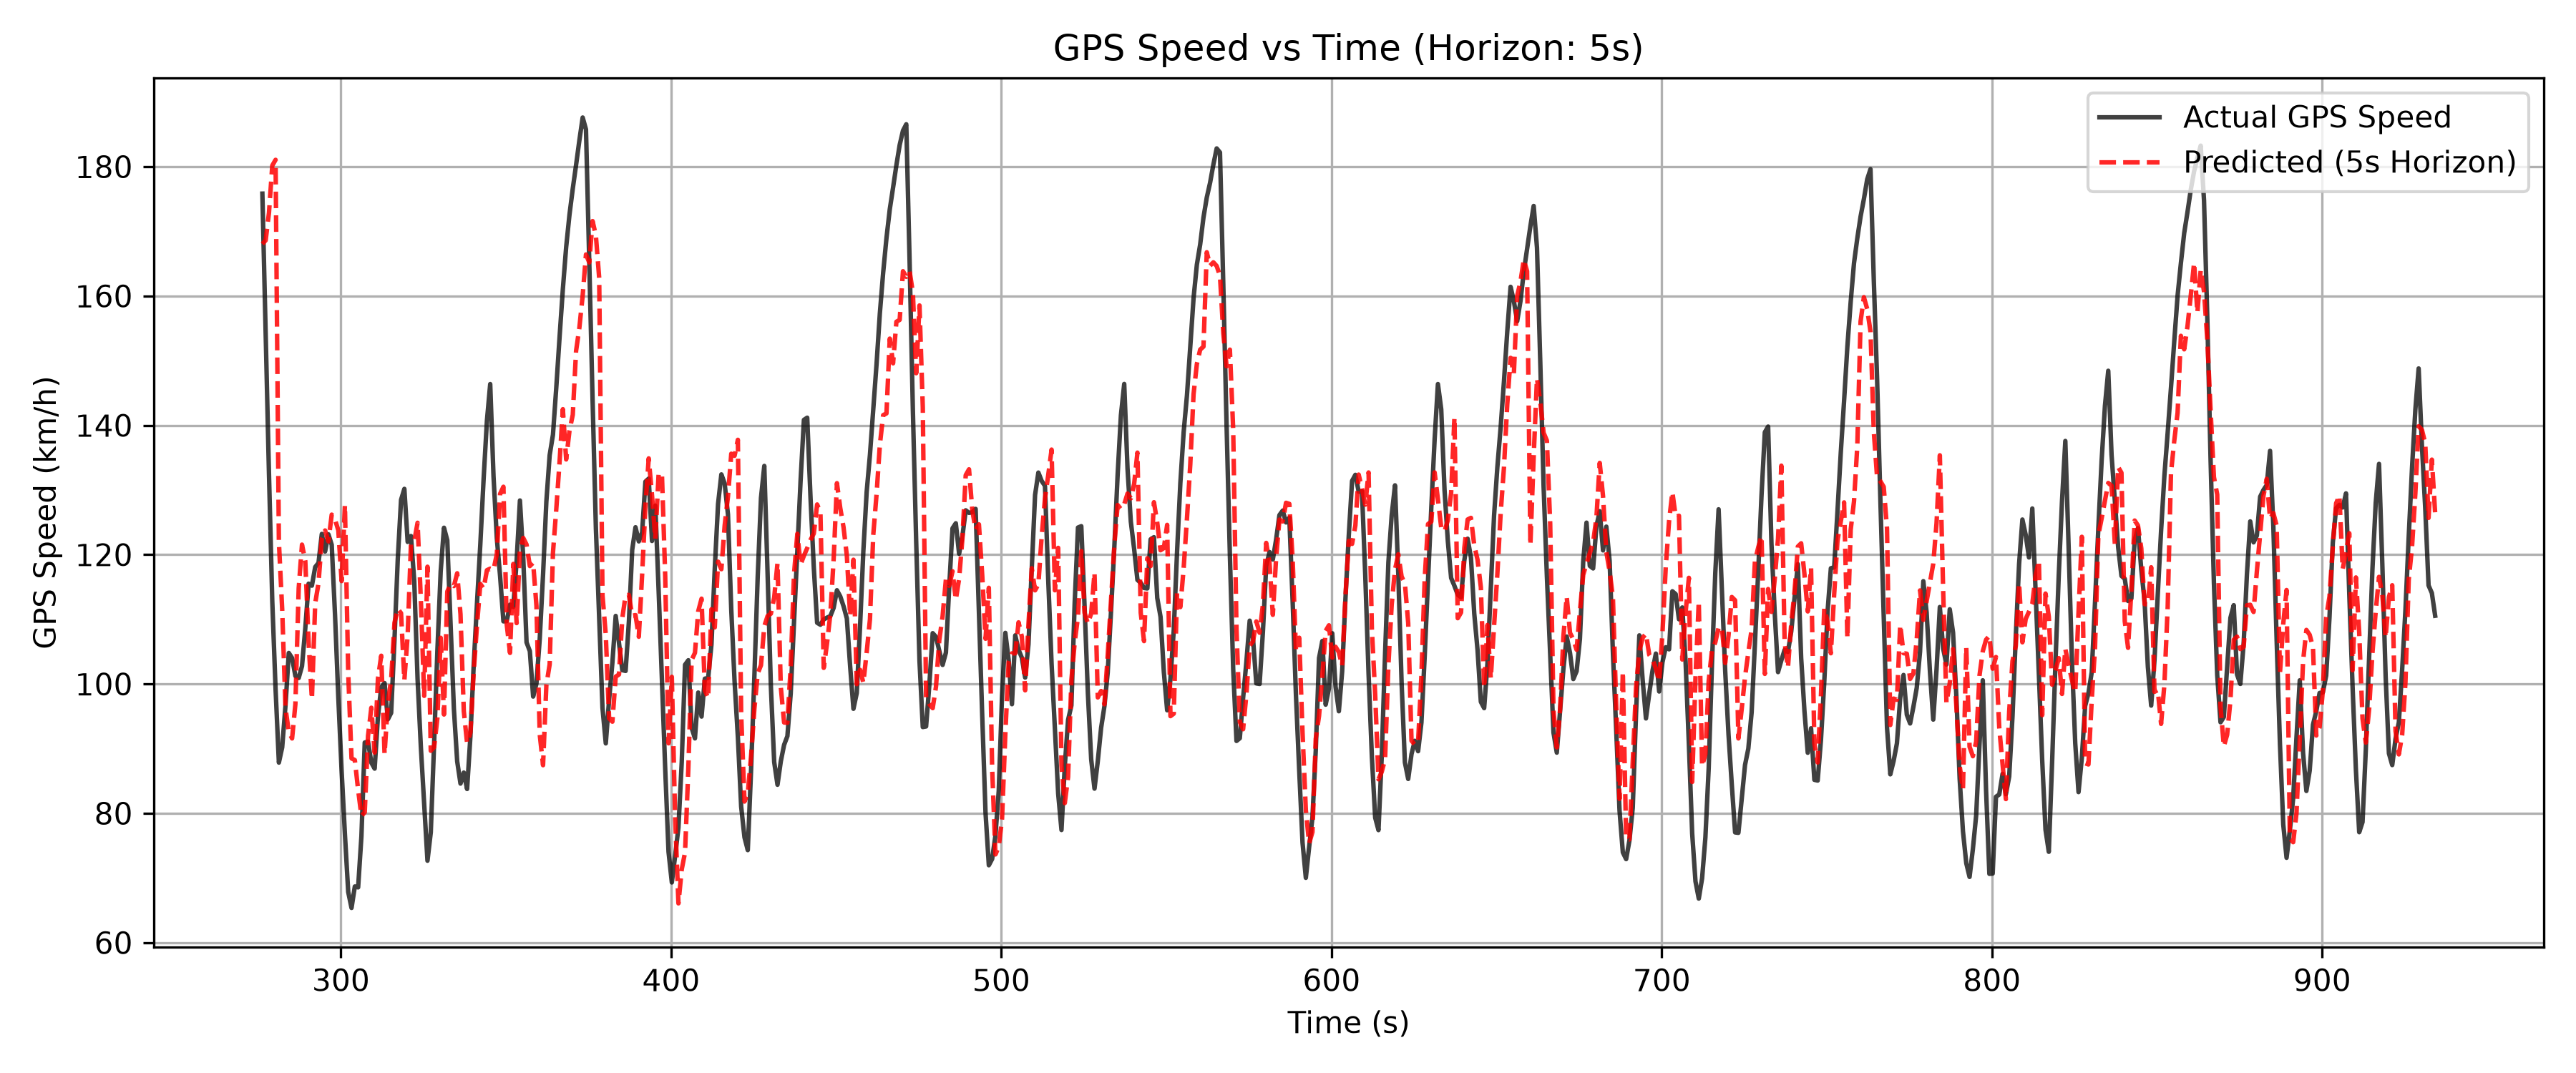 GPS Speed vs Time (Horizon: 5s)
Actual GPS Speed
Predicted (5s Horizon)
GPS Speed (km/h)
180
160
140
120
100
80
60
300 400 500 600 700 800 900
Time (s)